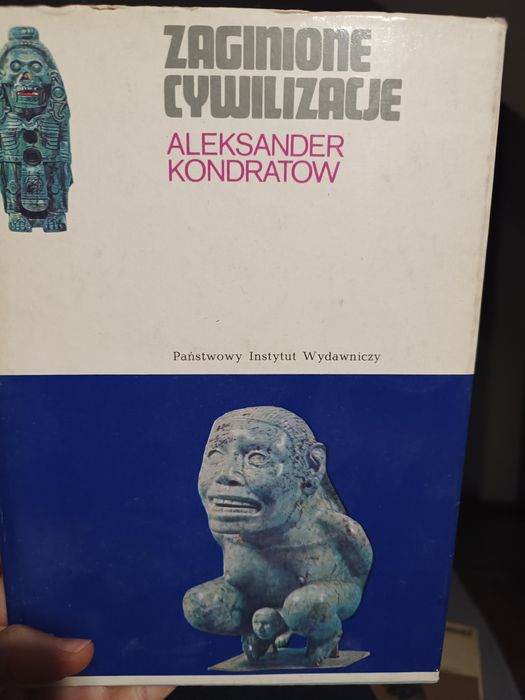 ZAGINIONE
CYWILIZACJE
ALEKSANDER
KONDRATOW
Państwowy Instytut Wydawniczy